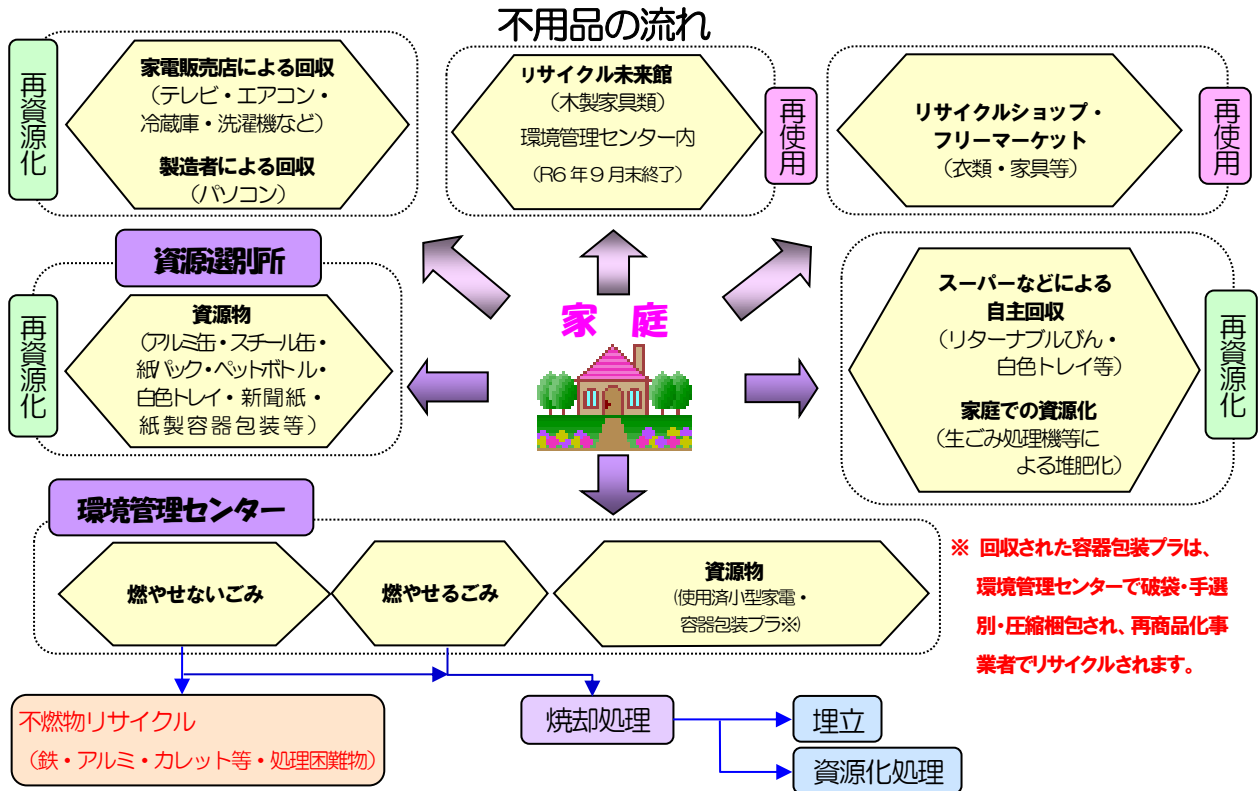 不用品の流れ
再資源化
家電販売店による回収
（テレビ・エアコン・
冷蔵庫・洗濯機など）
製造者による回収
（パソコン）
リサイクル未来館
（木製家具類）
環境管理センター内
（R6年9月末終了）
再使用
リサイクルショップ・
フリーマーケット
（衣類・家具等）
再使用
資源選別所
再資源化
資源物
（アルミ缶・スチール缶・
紙パック・ペットボトル・
白色トレイ・新聞紙・
紙製容器包装等）
家 庭
スーパーなどによる
自主回収
（リターナブルびん・
白色トレイ等）
家庭での資源化
（生ごみ処理機等に
よる堆肥化）
再資源化
環境管理センター
燃やせないごみ
燃やせるごみ
資源物
（使用済小型家電・
容器包装プラ※）
※ 回収された容器包装プラは、
環境管理センターで破袋・手選
別・圧縮梱包され、再商品化事
業者でリサイクルされます。
不燃物リサイクル
（鉄・アルミ・カレット等・処理困難物）
焼却処理
埋立
資源化処理